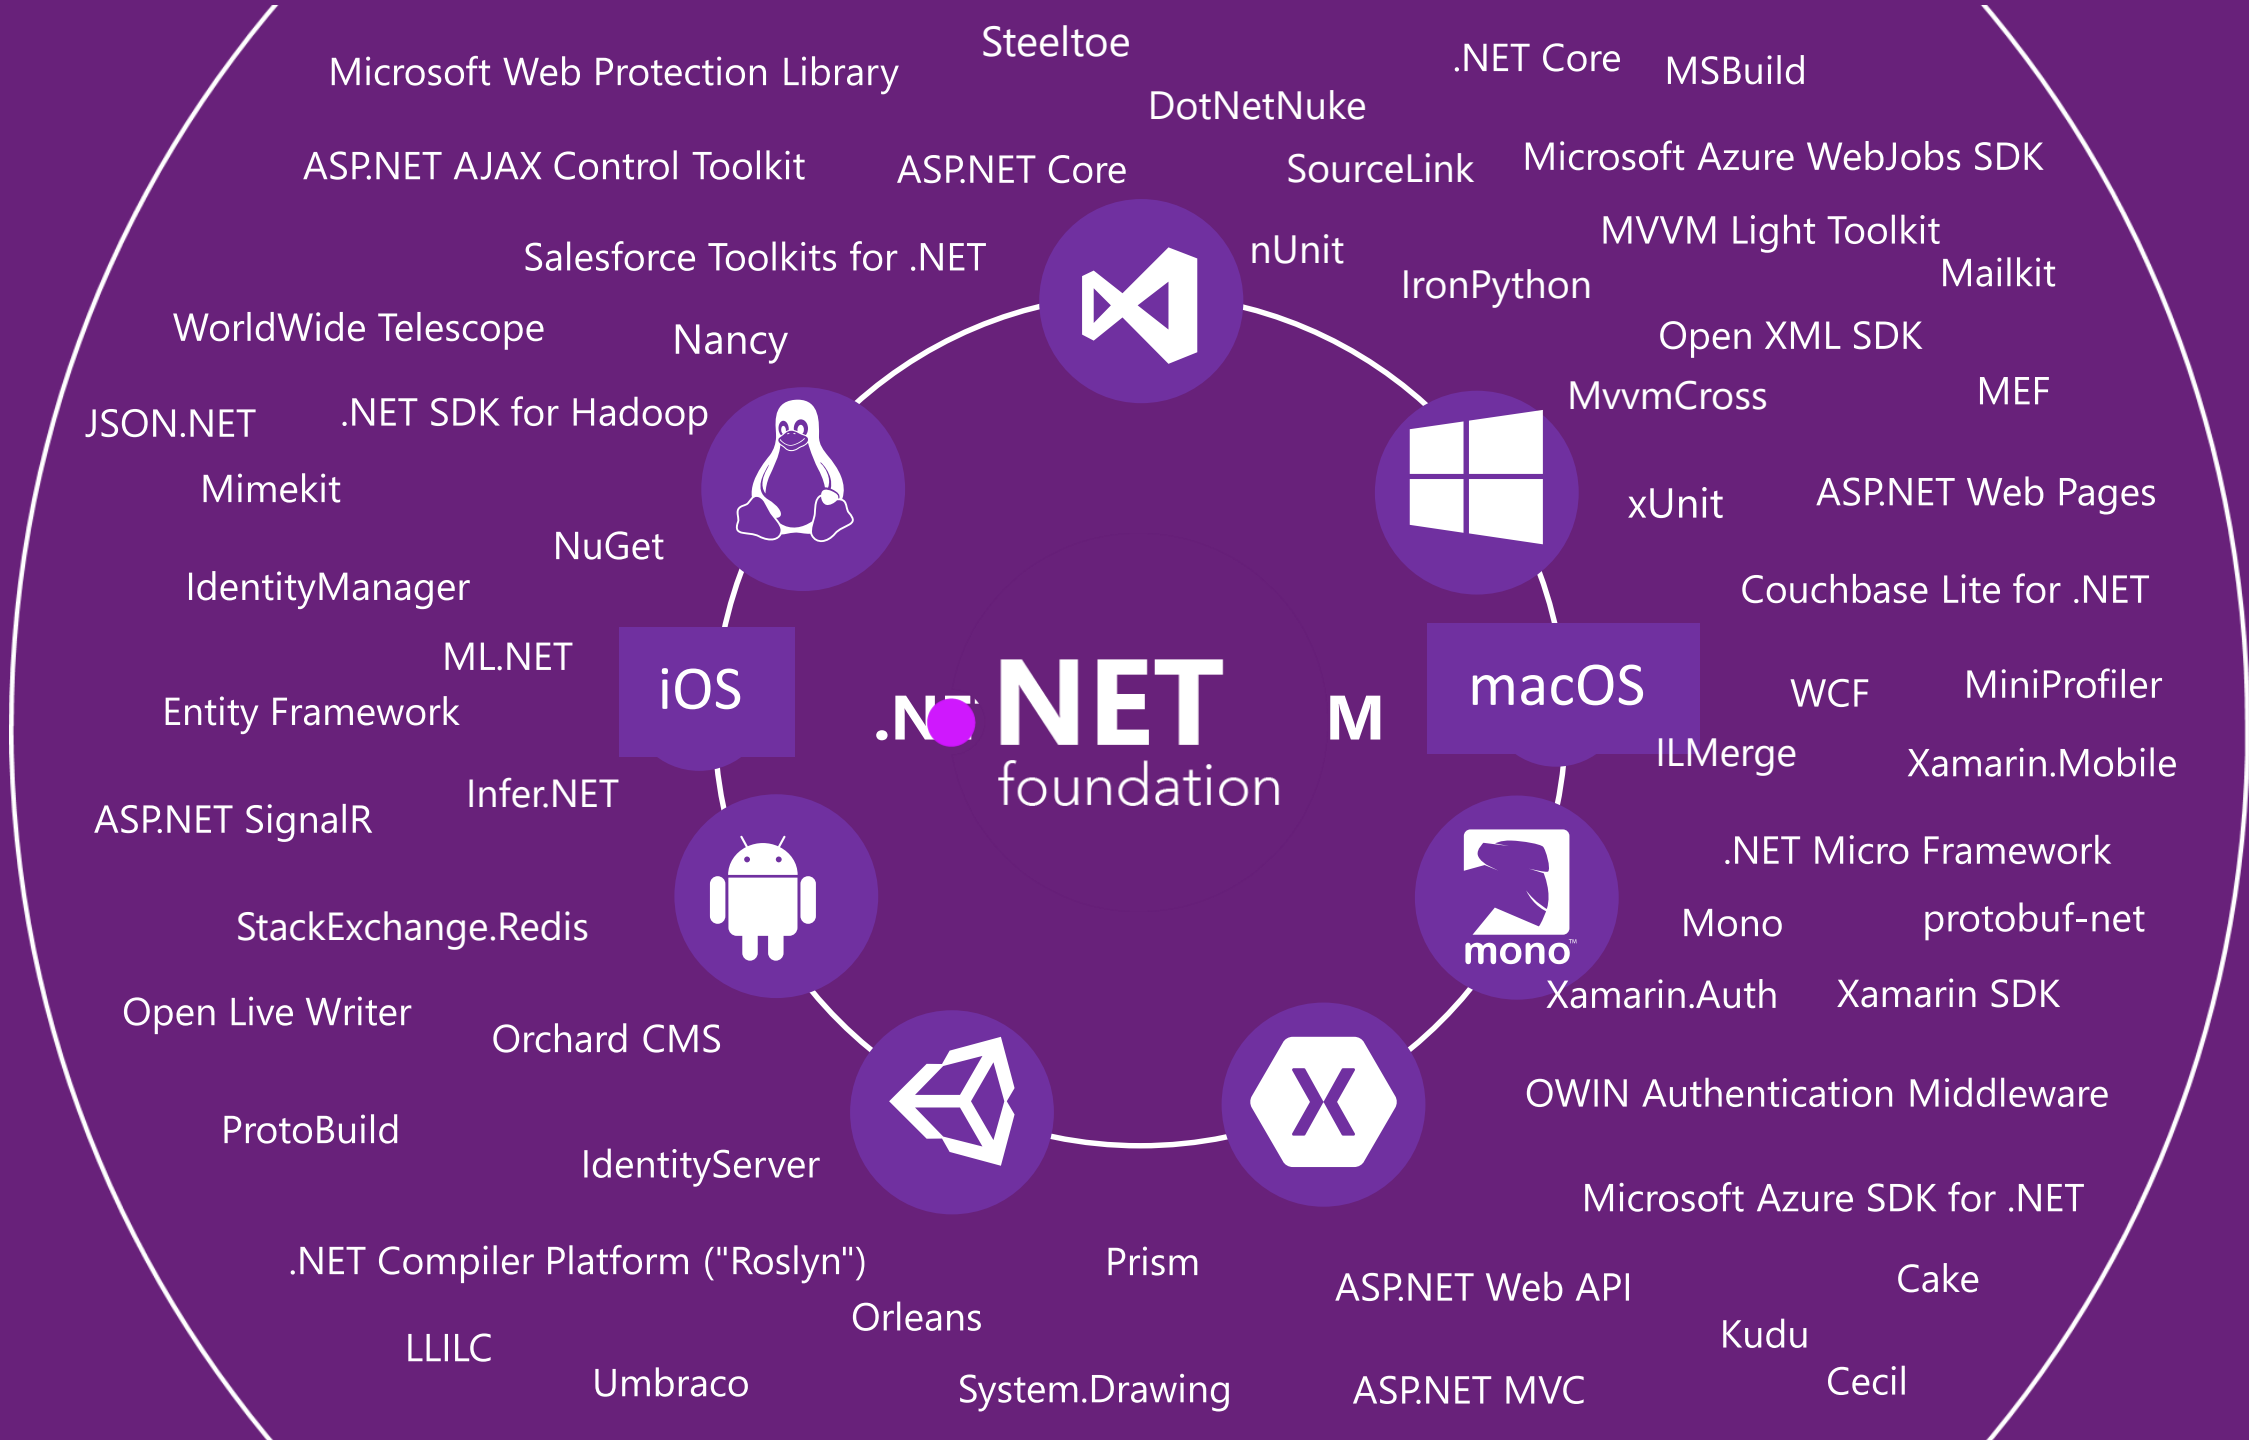 Steeltoe
.NET Core
MSBuild
Microsoft Web Protection Library
DotNetNuke
ASP.NET AJAX Control Toolkit
ASP.NET Core
SourceLink
Microsoft Azure WebJobs SDK
MVVM Light Toolkit
nUnit
Salesforce Toolkits for .NET
Mailkit
IronPython
WorldWide Telescope
Nancy
Open XML SDK
MEF
MvvmCross
.NET SDK for Hadoop
JSON.NET
Mimekit
ASP.NET Web Pages
xUnit
NuGet
IdentityManager
Couchbase Lite for .NET
ML.NET
iOS
macOS
MiniProfiler
WCF
Entity Framework
.NET
.NET
M
foundation
ILMerge
Xamarin.Mobile
Infer.NET
ASP.NET SignalR
.NET Micro Framework
protobuf-net
Mono
StackExchange.Redis
mono™
Xamarin.Auth
Xamarin SDK
Open Live Writer
Orchard CMS
OWIN Authentication Middleware
ProtoBuild
IdentityServer
Microsoft Azure SDK for .NET
.NET Compiler Platform ("Roslyn")
Prism
Cake
ASP.NET Web API
Orleans
Kudu
LLILC
Umbraco
Cecil
System.Drawing
ASP.NET MVC